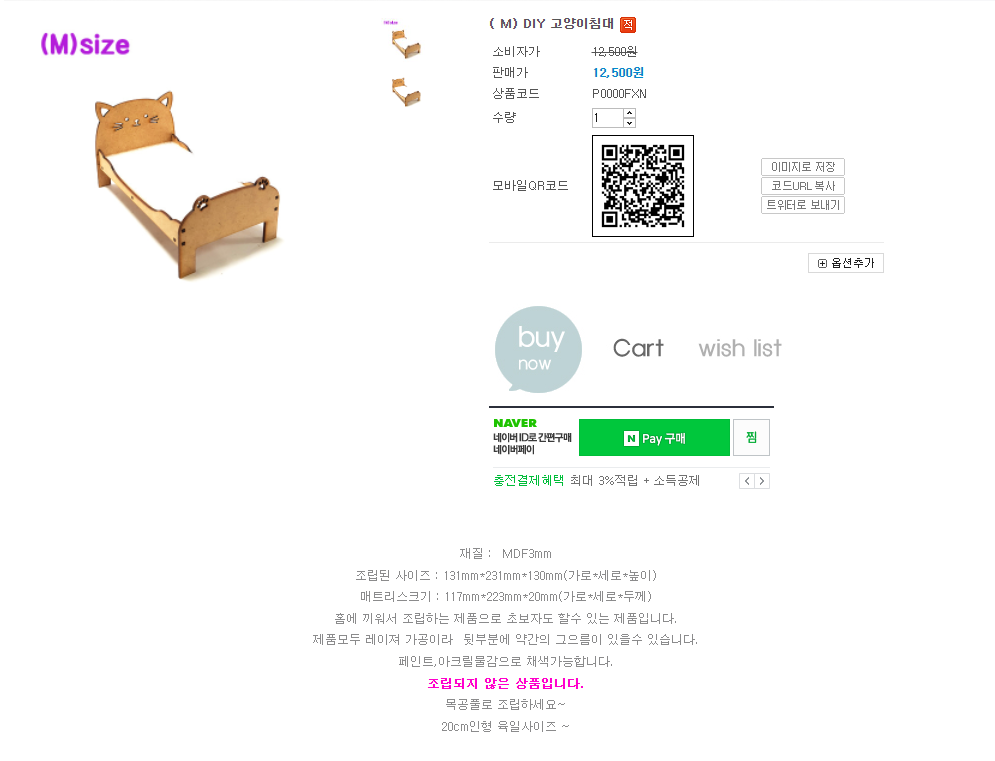 (M)size
( M) DIY 고양이침대 적
소비자가 12,500원
판매가 12,500원
상품코드 P0000FXN
수량 1
모바일QR코드
이미지로 저장
코드URL 복사
트위터로 보내기
옵션추가
buy now
Cart
wish list
NAVER
네이버 ID로 간편구매
네이버페이
N Pay 구매
찜
충전결제혜택 최대 3%적립 + 소득공제
재질 : MDF3mm
조립된 사이즈 : 131mm*231mm*130mm(가로*세로*높이)
매트리스크기 : 117mm*223mm*20mm(가로*세로*두께)
홈에 끼워서 조립하는 제품으로 초보자도 할수 있는 제품입니다.
제품모두 레이져 가공이라 뒷부분에 약간의 그으름이 있을수 있습니다.
페인트,아크릴물감으로 채색가능합니다.
조립되지 않은 상품입니다.
목공풀로 조립하세요~
20cm인형 육일사이즈 ~